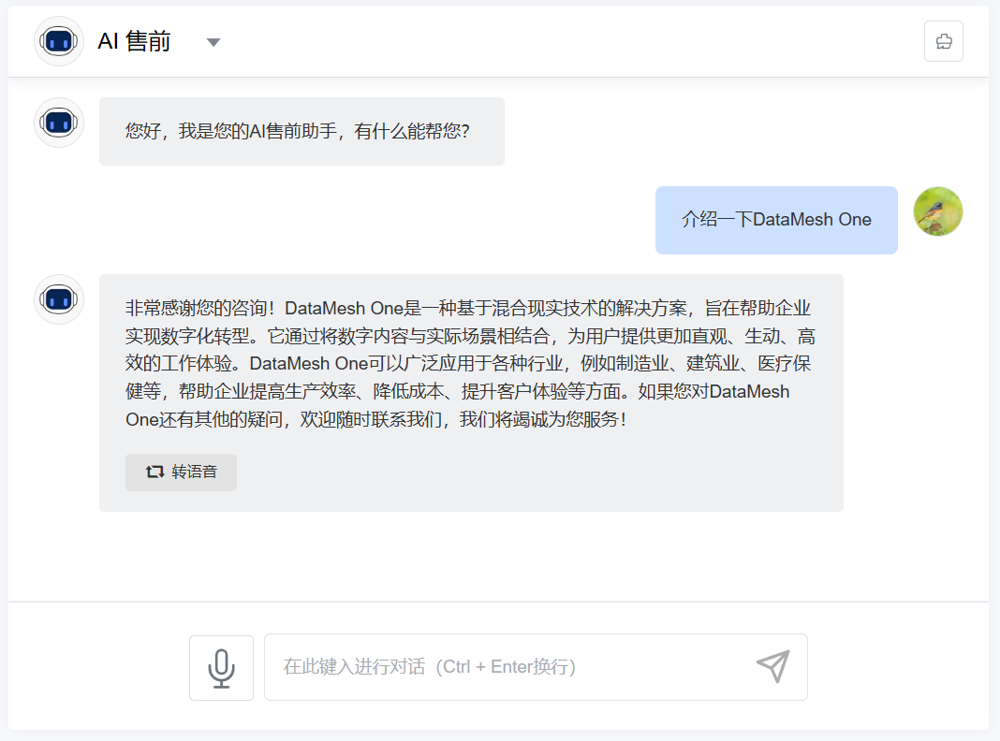 AI 售前
您好，我是您的AI售前助手，有什么能帮您?
介绍一下DataMesh One
非常感谢您的咨询！DataMesh One是一种基于混合现实技术的解决方案，旨在帮助企业
实现数字化转型。它通过将数字内容与实际场景相结合，为用户提供更加直观、生动、高
效的工作体验。DataMesh One可以广泛应用于各种行业，例如制造业、建筑业、医疗保
健等，帮助企业提高生产效率、降低成本、提升客户体验等方面。如果您对DataMesh
One还有其他的疑问，欢迎随时联系我们，我们将竭诚为您服务！
转语音
在此键入进行对话（Ctrl + Enter换行）